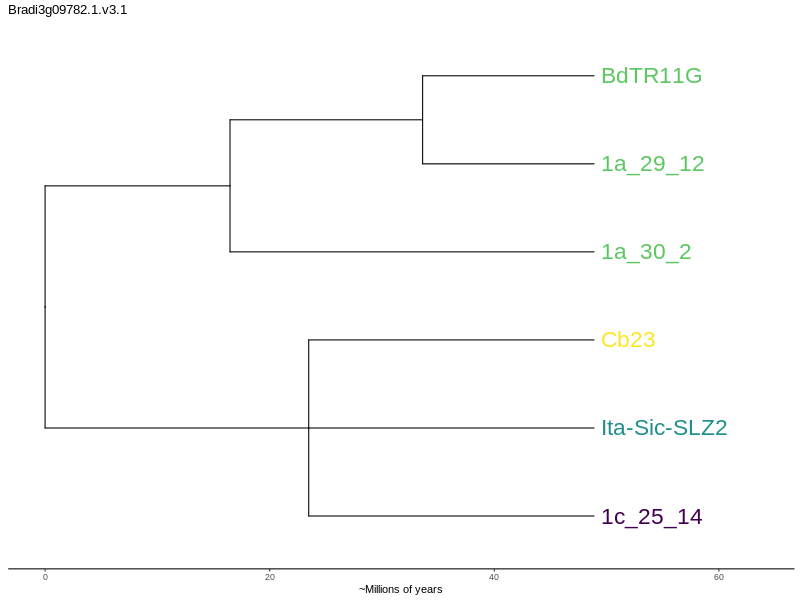 Bradi3g09782.1.v3.1
BdTR11G
1a_29_12
1a_30_2
Cb23
Ita-Sic-SLZ2
1c_25_14
0 20 40 60
~Millions of years